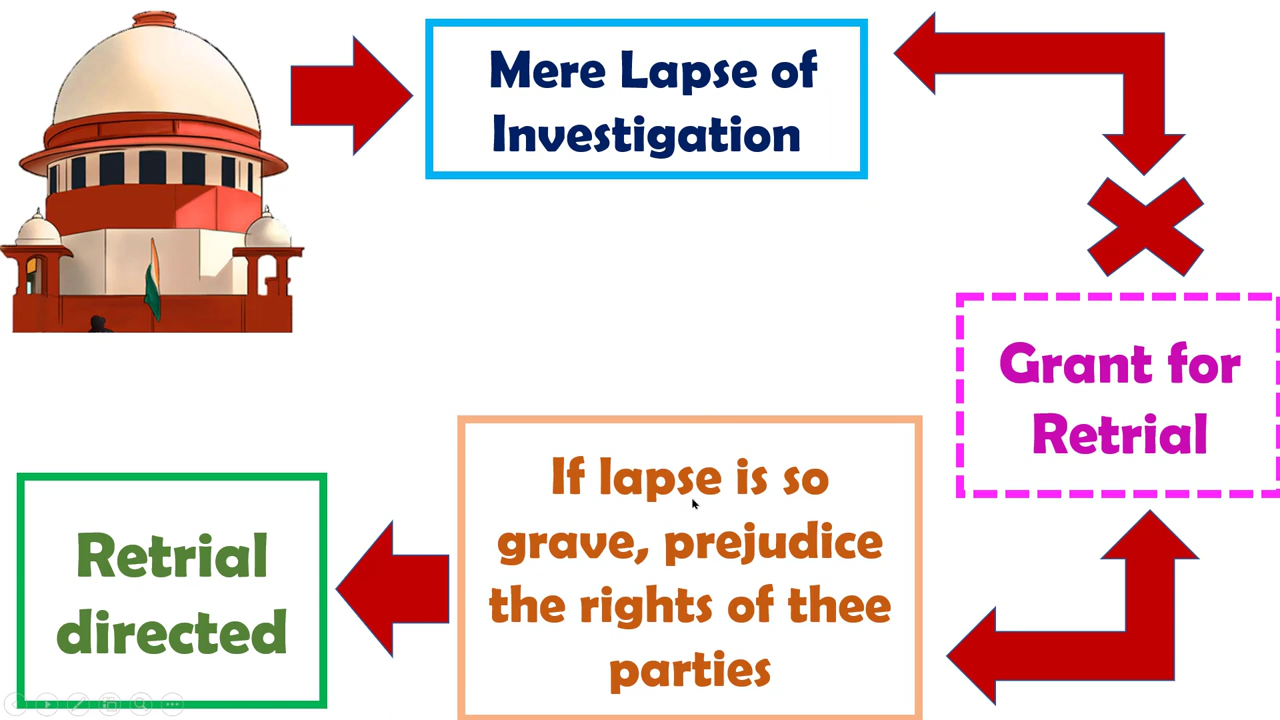 Mere Lapse of
Investigation
Grant for
Retrial
If lapse is so
grave, prejudice
the rights of thee
parties
Retrial
directed